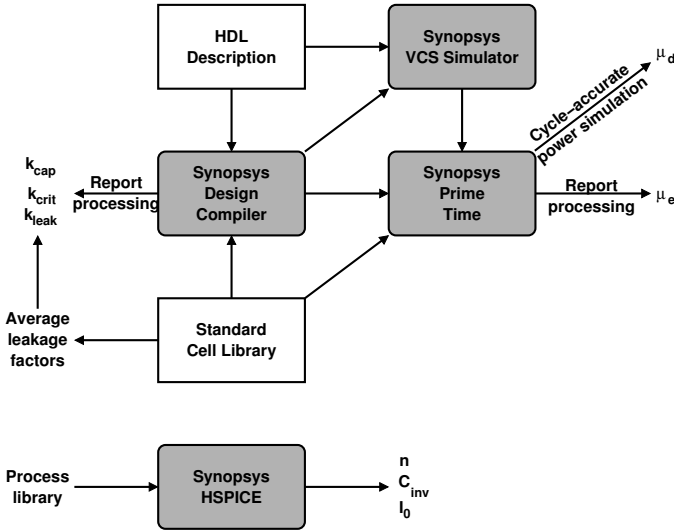 HDL
Description
Synopsys
VCS Simulator
Cycle−accurate
power simulation
μd
kcap
kcrit
kleak
Report
processing
Synopsys
Design
Compiler
Synopsys
Prime
Time
Report
processing
μe
Average
leakage
factors
Standard
Cell Library
Process
library
Synopsys
HSPICE
n
Cinv
I0